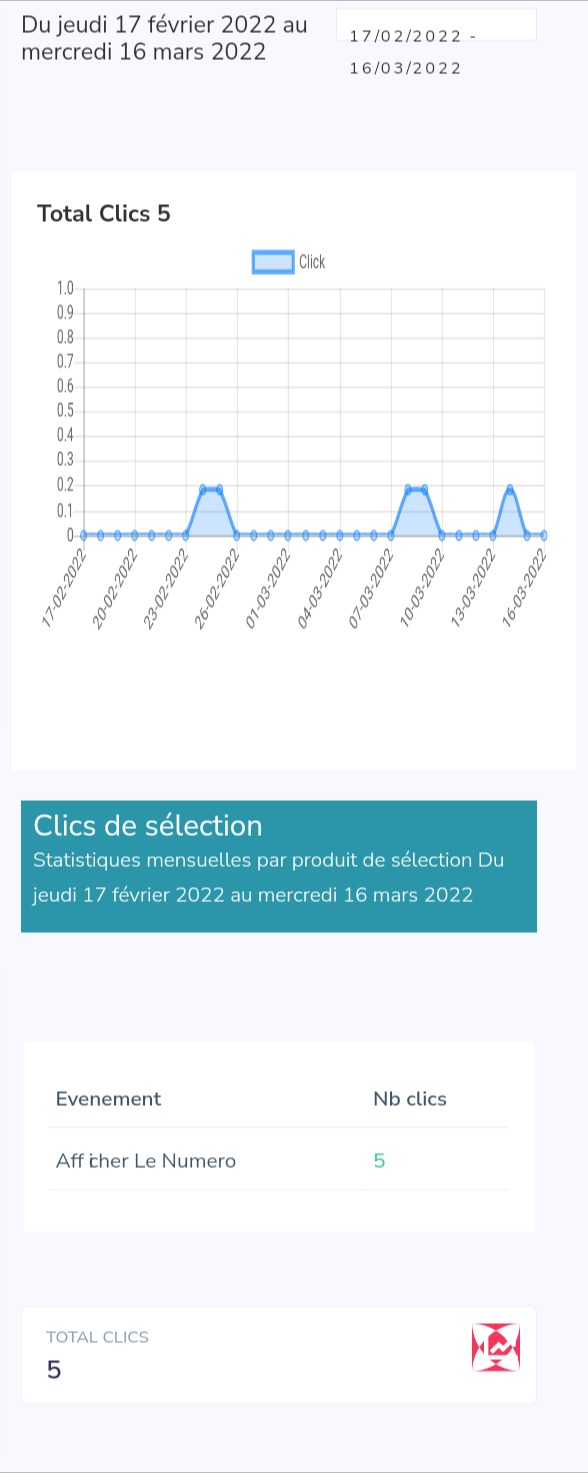 Du jeudi 17 février 2022 au
mercredi 16 mars 2022
17/02/2022 -
16/03/2022
Total Clics 5
Click
1.0
0.9
0.8
0.7
0.6
0.5
0.4
0.3
0.2
0.1
0
17-02-2022
20-02-2022
23-02-2022
26-02-2022
01-03-2022
04-03-2022
07-03-2022
10-03-2022
13-03-2022
16-03-2022
Clics de sélection
Statistiques mensuelles par produit de sélection Du
jeudi 17 février 2022 au mercredi 16 mars 2022
Evenement Nb clics
Afficher Le Numero 5
TOTAL CLICS
5